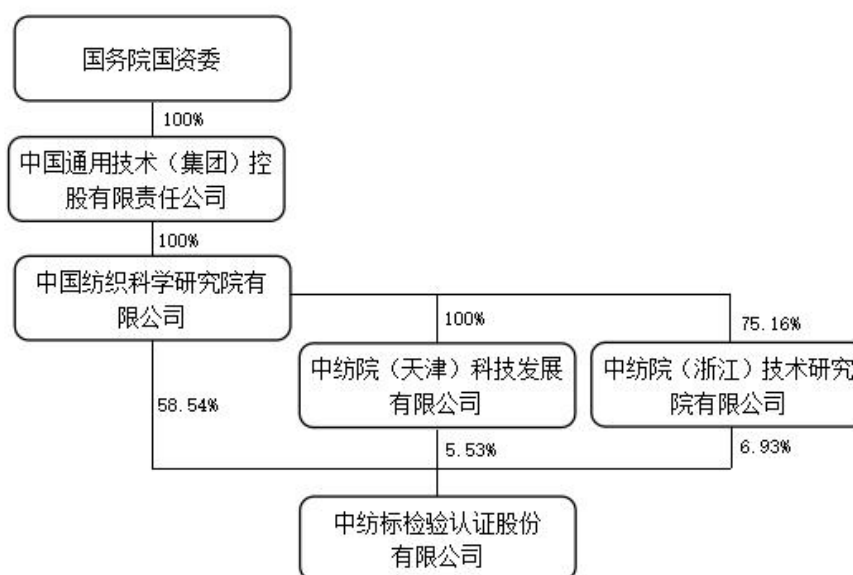 国务院国资委
100%
中国通用技术（集团）控
股有限责任公司
100%
中国纺织科学研究院有
限公司
100%
75.16%
中纺院（天津）科技发展
有限公司
中纺院（浙江）技术研究
院有限公司
58.54%
5.53%
6.93%
中纺标检验认证股份
有限公司